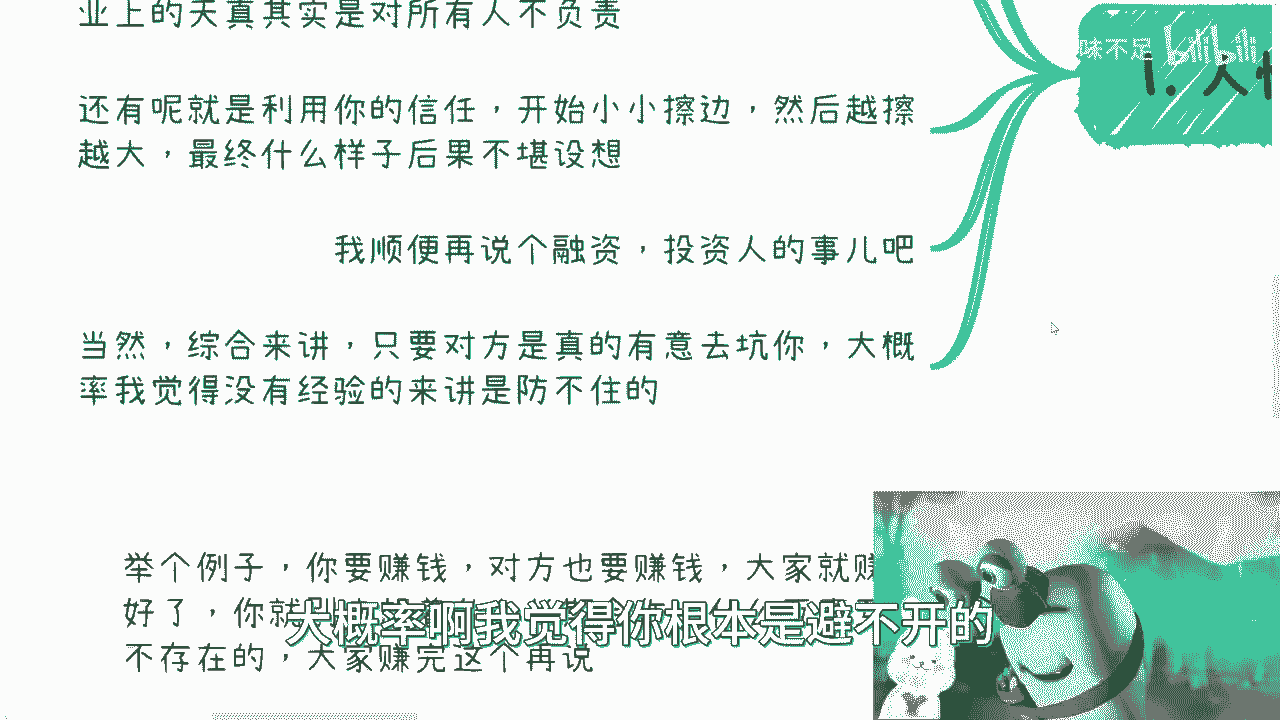 业上的天真其实是对所有人不负责
还有呢就是利用你的信任，开始小小擦边，然后越擦
越大，最终什么样子后果不堪设想
我顺便再说个融资，投资人的事儿吧
当然，综合来讲，只要对方是真的有意去坑你，大概
率我觉得没有经验的来讲是防不住的
味不足
bilibili
1. 人
举个例子，你要赚钱，对方也要赚钱，大家就赚
好了，你就
不存在的，大家赚完这个再说
大概率啊我觉得你根本是避不开的